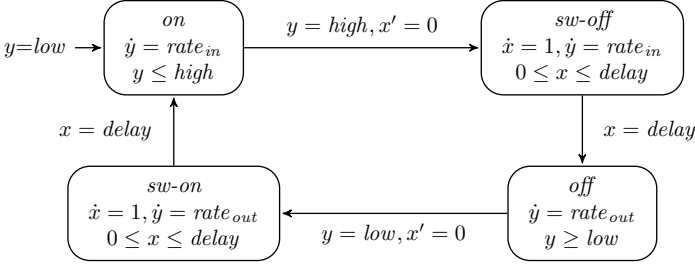 y=low
on
ẏ = rate_in
y ≤ high
y = high, x′ = 0
sw-off
ẋ = 1, ẏ = rate_in
0 ≤ x ≤ delay
x = delay
x = delay
sw-on
ẋ = 1, ẏ = rate_out
0 ≤ x ≤ delay
y = low, x′ = 0
off
ẏ = rate_out
y ≥ low